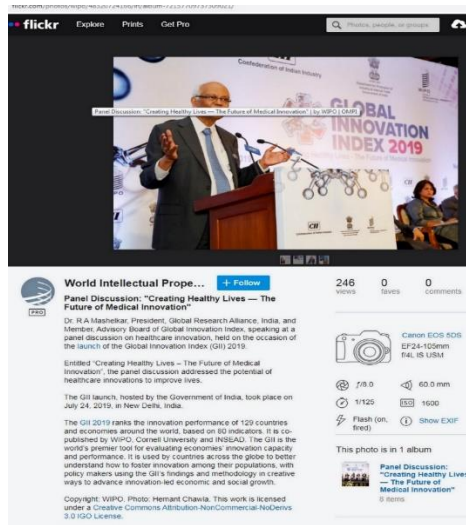 flickr Explore Prints Get Pro
Photos, people, or groups
Confederation of Indian Industry
Panel Discussion: "Creating Healthy Lives — The Future of Medical Innovation" | by WIPO | OMPI
GLOBAL
INNOVATION
INDEX 2019
CII
World Intellectual Prope...
+ Follow
PRO
Panel Discussion: "Creating Healthy Lives — The
Future of Medical Innovation"
Dr. R.A Mashelkar, President, Global Research Alliance, India, and
Member, Advisory Board of Global Innovation Index, speaking at a
panel discussion on healthcare innovation, held on the occasion of
the launch of the Global Innovation Index (GII) 2019.
Entitled "Creating Healthy Lives – The Future of Medical
Innovation", the panel discussion addressed the potential of
healthcare innovations to improve lives.
The GII launch, hosted by the Government of India, took place on
July 24, 2019, in New Delhi, India.
The GII 2019 ranks the innovation performance of 129 countries
and economies around the world, based on 80 indicators. It is co-
published by WIPO, Cornell University and INSEAD. The GII is the
world's premier tool for evaluating economies' innovation capacity
and performance. It is used by countries across the globe to better
understand how to foster innovation among their populations, with
policy makers using the GII's findings and methodology in creative
ways to advance innovation-led economic and social growth.
Copyright: WIPO. Photo: Hemant Chawla. This work is licensed
under a Creative Commons Attribution-NonCommercial-NoDerivs
3.0 IGO License.
246 0 0
views faves comments
Canon EOS 5DS
EF24-105mm
f/4L IS USM
ƒ/8.0 60.0 mm
1/125 ISO 1600
Flash (on, fired) Show EXIF
This photo is in 1 album
Panel Discussion:
"Creating Healthy Lives
— The Future of
Medical Innovation"